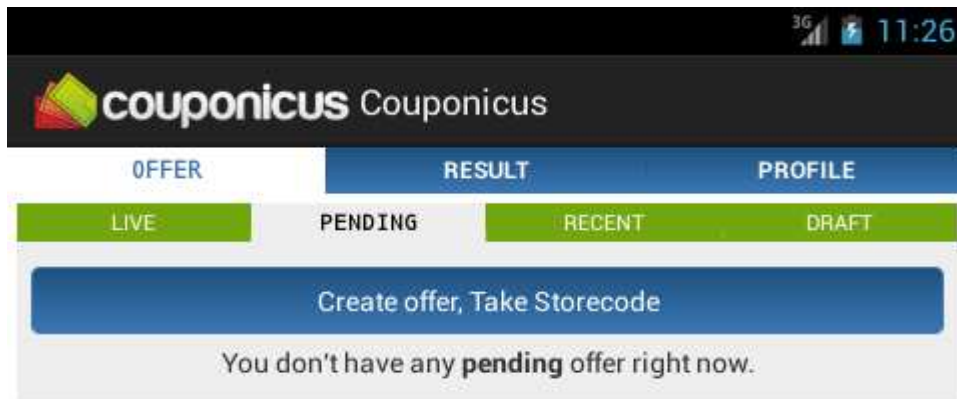 3G 11:26
couponicus Couponicus
OFFER RESULT PROFILE
LIVE PENDING RECENT DRAFT
Create offer, Take Storecode
You don't have any pending offer right now.